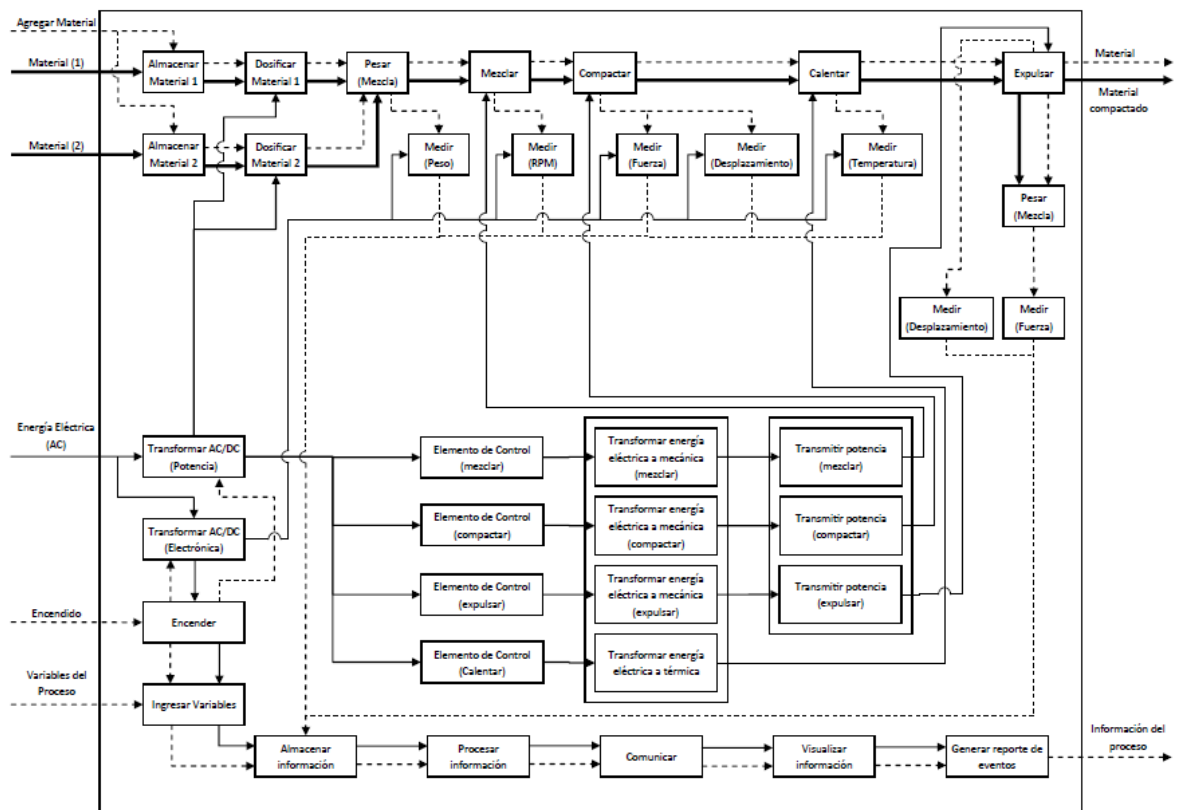 Agregar Material
Material (1)
Almacenar
Material 1
Dosificar
Material 1
Pesar
(Mezcla)
Mezclar
Compactar
Calentar
Expulsar
Material
Material
compactado
Material (2)
Almacenar
Material 2
Dosificar
Material 2
Medir
(Peso)
Medir
(RPM)
Medir
(Fuerza)
Medir
(Desplazamiento)
Medir
(Temperatura)
Pesar
(Mezcla)
Medir
(Desplazamiento)
Medir
(Fuerza)
Energía Eléctrica
(AC)
Transformar AC/DC
(Potencia)
Elemento de Control
(mezclar)
Transformar energía
eléctrica a mecánica
(mezclar)
Transmitir potencia
(mezclar)
Transformar AC/DC
(Electrónica)
Elemento de Control
(compactar)
Transformar energía
eléctrica a mecánica
(compactar)
Transmitir potencia
(compactar)
Encendido
Encender
Elemento de Control
(expulsar)
Transformar energía
eléctrica a mecánica
(expulsar)
Transmitir potencia
(expulsar)
Elemento de Control
(Calentar)
Transformar energía
eléctrica a térmica
Variables del
Proceso
Ingresar Variables
Almacenar
información
Procesar
información
Comunicar
Visualizar
información
Generar reporte de
eventos
Información del
proceso